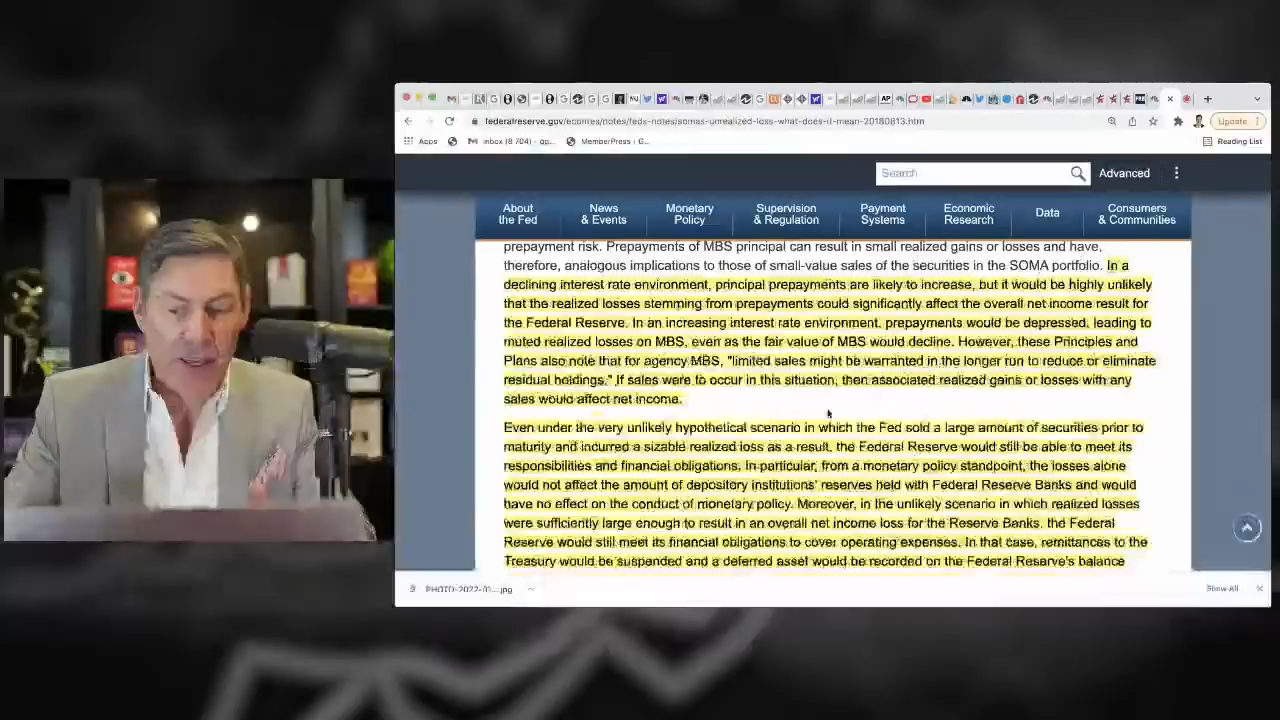 federalreserve.gov/econres/notes/feds-notes/somas-unrealized-loss-what-does-it-mean-20180813.htm
Update
Apps
Inbox (8 704) - gp...
MemberPress | G...
Reading List
Search
Advanced
About the Fed
News & Events
Monetary Policy
Supervision & Regulation
Payment Systems
Economic Research
Data
Consumers & Communities
prepayment risk. Prepayments of MBS principal can result in small realized gains or losses and have,
therefore, analogous implications to those of small-value sales of the securities in the SOMA portfolio. In a
declining interest rate environment, principal prepayments are likely to increase, but it would be highly unlikely
that the realized losses stemming from prepayments could significantly affect the overall net income result for
the Federal Reserve. In an increasing interest rate environment, prepayments would be depressed, leading to
muted realized losses on MBS, even as the fair value of MBS would decline. However, these Principles and
Plans also note that for agency MBS, "limited sales might be warranted in the longer run to reduce or eliminate
residual holdings." If sales were to occur in this situation, then associated realized gains or losses with any
sales would affect net income.
Even under the very unlikely hypothetical scenario in which the Fed sold a large amount of securities prior to
maturity and incurred a sizable realized loss as a result, the Federal Reserve would still be able to meet its
responsibilities and financial obligations. In particular, from a monetary policy standpoint, the losses alone
would not affect the amount of depository institutions' reserves held with Federal Reserve Banks and would
have no effect on the conduct of monetary policy. Moreover, in the unlikely scenario in which realized losses
were sufficiently large enough to result in an overall net income loss for the Reserve Banks, the Federal
Reserve would still meet its financial obligations to cover operating expenses. In that case, remittances to the
Treasury would be suspended and a deferred asset would be recorded on the Federal Reserve's balance
PHOTO-2022-01....jpg
Show All